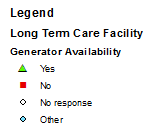 Legend
Long Term Care Facility
Generator Availability
Yes
No
No response
Other